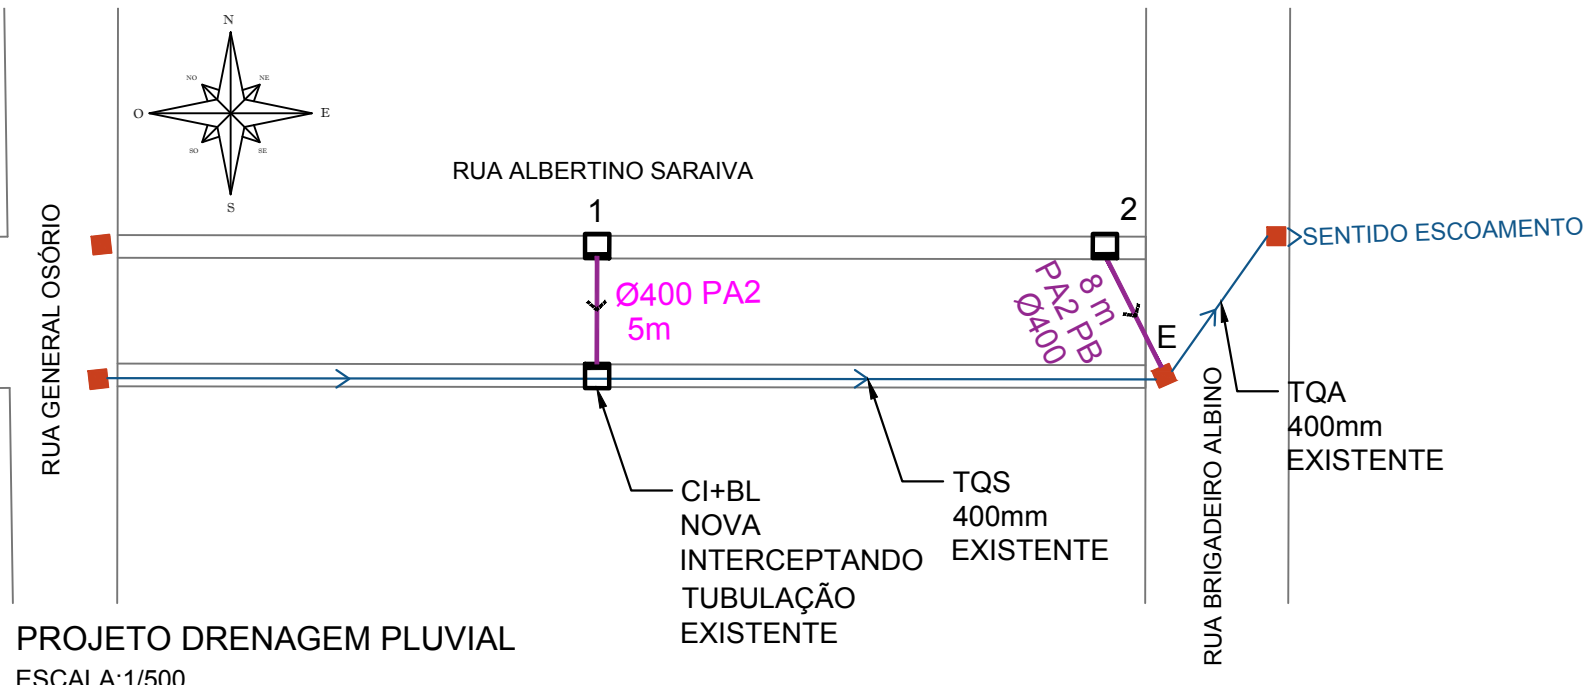 N
NO
NE
O
E
SO
SE
S
RUA ALBERTINO SARAIVA
RUA GENERAL OSÓRIO
1
2
SENTIDO ESCOAMENTO
Ø400 PA2
5m
8 m
PA2 PB
Ø400
E
TQA
400mm
EXISTENTE
RUA BRIGADEIRO ALBINO
CI+BL
NOVA
INTERCEPTANDO
TUBULAÇÃO
EXISTENTE
TQS
400mm
EXISTENTE
PROJETO DRENAGEM PLUVIAL
ESCALA:1/500